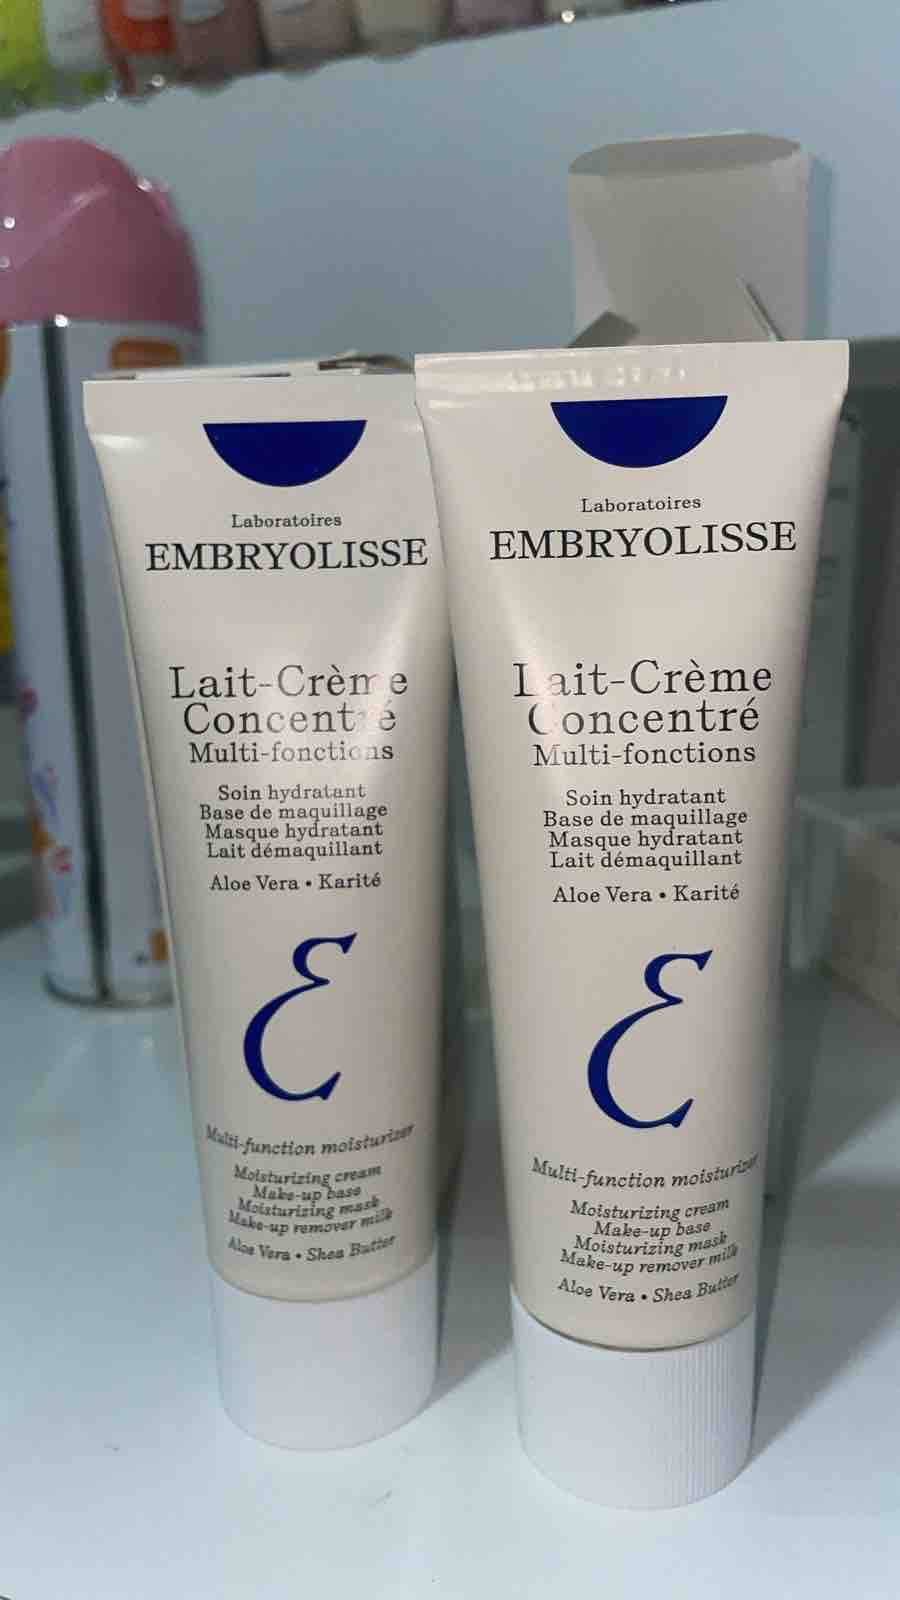 Laboratoires
EMBRYOLISSE
Lait-Crème
Concentré
Multi-fonctions
Soin hydratant
Base de maquillage
Masque hydratant
Lait démaquillant
Aloe Vera • Karité
Multi-function moisturizer
Moisturizing cream
Make-up base
Moisturizing mask
Make-up remover milk
Aloe Vera • Shea Butter
Laboratoires
EMBRYOLISSE
Lait-Crème
Concentré
Multi-fonctions
Soin hydratant
Base de maquillage
Masque hydratant
Lait démaquillant
Aloe Vera • Karité
Multi-function moisturizer
Moisturizing cream
Make-up base
Moisturizing mask
Make-up remover milk
Aloe Vera • Shea Butter